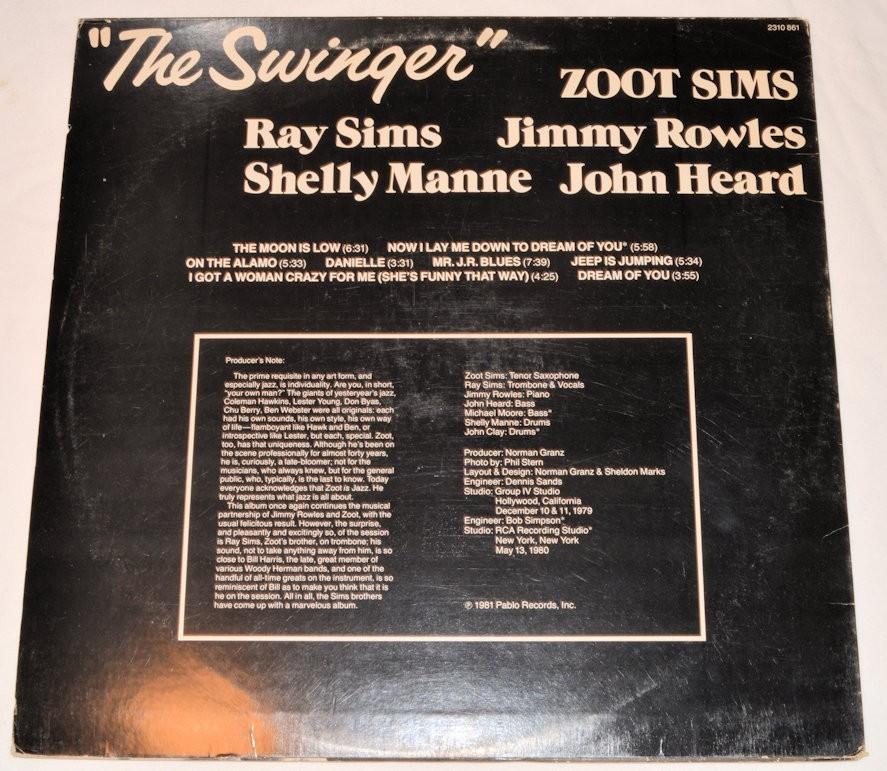 2310 861
"The Swinger"
ZOOT SIMS
Ray Sims Jimmy Rowles
Shelly Manne John Heard
THE MOON IS LOW (6:31) NOW I LAY ME DOWN TO DREAM OF YOU* (5:58)
ON THE ALAMO (5:33) DANIELLE (3:31) MR. J.R. BLUES (7:39) JEEP IS JUMPING (5:34)
I GOT A WOMAN CRAZY FOR ME (SHE'S FUNNY THAT WAY) (4:25) DREAM OF YOU (3:55)
Producer's Note:
The prime requisite in any art form, and
especially jazz, is individuality. Are you, in short,
"your own man?" The giants of yesteryear's jazz,
Coleman Hawkins, Lester Young, Don Byas,
Chu Berry, Ben Webster were all originals: each
had his own sounds, his own style, his own way
of life—flamboyant like Hawk and Ben, or
introspective like Lester, but each, special. Zoot,
too, has that uniqueness. Although he's been on
the scene professionally for almost forty years,
he is, curiously, a late-bloomer; not for the
musicians, who always knew, but for the general
public, who, typically, is the last to know. Today
everyone acknowledges that Zoot is Jazz. He
truly represents what jazz is all about.
This album once again continues the musical
partnership of Jimmy Rowles and Zoot, with the
usual felicitous result. However, the surprise,
and pleasantly and excitingly so, of the session
is Ray Sims, Zoot's brother, on trombone; his
sound, not to take anything away from him, is so
close to Bill Harris, the late, great member of
various Woody Herman bands, and one of the
handful of all-time greats on the instrument, is so
reminiscent of Bill as to make you think that it is
he on the session. All in all, the Sims brothers
have come up with a marvelous album.
Zoot Sims: Tenor Saxophone
Ray Sims: Trombone & Vocals
Jimmy Rowles: Piano
John Heard: Bass
Michael Moore: Bass*
Shelly Manne: Drums
John Clay: Drums*
Producer: Norman Granz
Photo by: Phil Stern
Layout & Design: Norman Granz & Sheldon Marks
Engineer: Dennis Sands
Studio: Group IV Studio
Hollywood, California
December 10 & 11, 1979
Engineer: Bob Simpson*
Studio: RCA Recording Studio*
New York, New York
May 13, 1980
℗ 1981 Pablo Records, Inc.